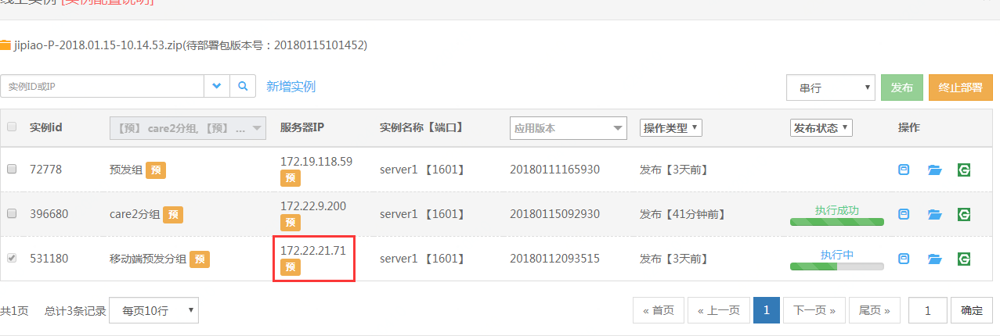 线上实例 [实例配置说明]
jipiao-P-2018.01.15-10.14.53.zip(待部署包版本号：20180115101452)
实例ID或IP 新增实例 串行 发布 终止部署
实例id 【预】 care2分组, 【预】 ... 服务器IP 实例名称【端口】 应用版本 操作类型 发布状态 操作
72778 预发组 预 172.19.118.59 预 server1 【1601】 20180111165930 发布【3天前】
396680 care2分组 预 172.22.9.200 预 server1 【1601】 20180115092930 发布【41分钟前】 执行成功
531180 移动端预发分组 预 172.22.21.71 预 server1 【1601】 20180112093515 发布【3天前】 执行中
共1页 总计3条记录 每页10行 « 首页 « 上一页 1 下一页 » 尾页 » 1 确定